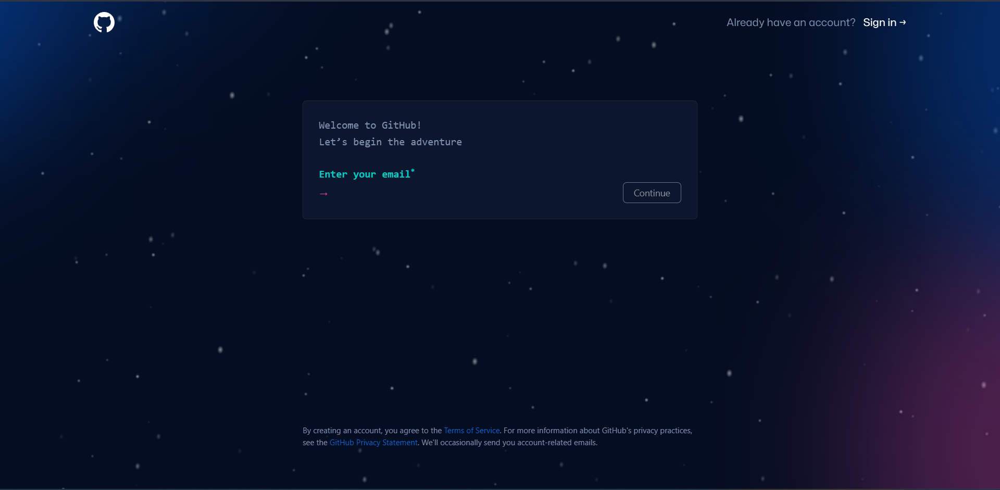 Already have an account? Sign in →
Welcome to GitHub!
Let’s begin the adventure
Enter your email*
→
Continue
By creating an account, you agree to the Terms of Service. For more information about GitHub's privacy practices,
see the GitHub Privacy Statement. We'll occasionally send you account-related emails.